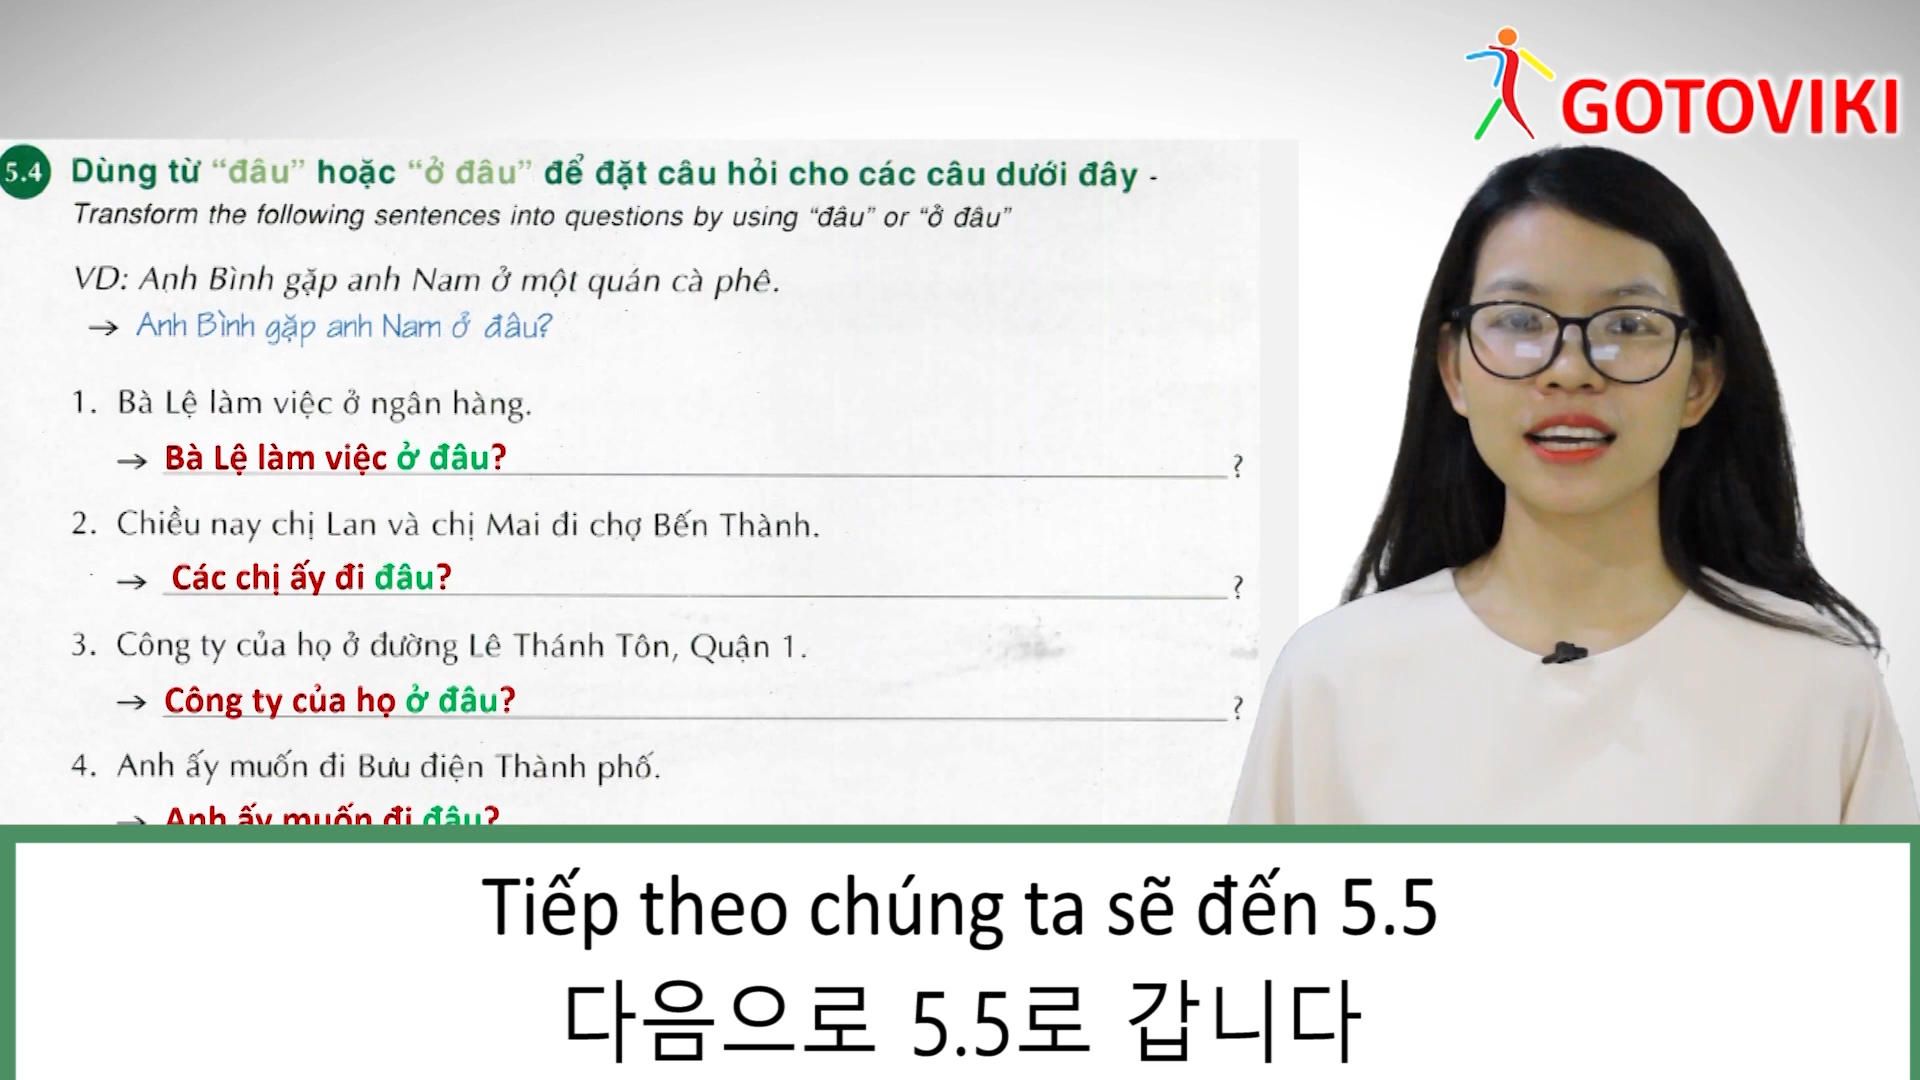 GOTOVIKI
5.4 Dùng từ “đâu” hoặc “ở đâu” để đặt câu hỏi cho các câu dưới đây -
Transform the following sentences into questions by using “đâu” or “ở đâu”
VD: Anh Bình gặp anh Nam ở một quán cà phê.
→ Anh Bình gặp anh Nam ở đâu?
1. Bà Lệ làm việc ở ngân hàng.
→ Bà Lệ làm việc ở đâu? ?
2. Chiều nay chị Lan và chị Mai đi chợ Bến Thành.
→ Các chị ấy đi đâu? ?
3. Công ty của họ ở đường Lê Thánh Tôn, Quận 1.
→ Công ty của họ ở đâu? ?
4. Anh ấy muốn đi Bưu điện Thành phố.
→ Anh ấy muốn đi đâu?
Tiếp theo chúng ta sẽ đến 5.5
다음으로 5.5로 갑니다